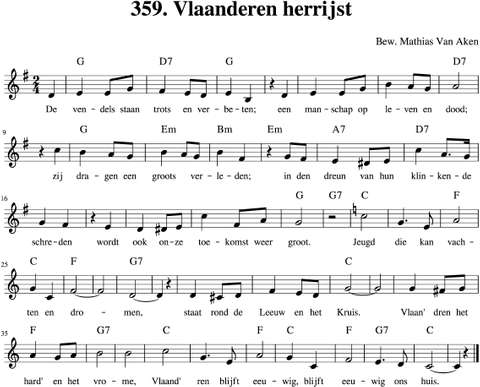 359. Vlaanderen herrijst
Bew. Mathias Van Aken
G D7 G G D7
De ven- dels staan trots en ver- be- ten; een man- schap op le- ven en dood;
9 G Em Bm Em A7 D7
zij dra- gen een groots ver- le- den; in den dreun van hun klin- ken- de
16 G G7 C F
schre- den wordt ook on- ze toe- komst weer groot. Jeugd die kan vach-
25 C F G7 C
ten en dro- men, staat rond de Leeuw en het Kruis. Vlaan' dren het
35 F G7 C F C F G7 C
hard' en het vro- me, Vlaand' ren blijft eeu- wig, blijft eeu- wig ons huis.